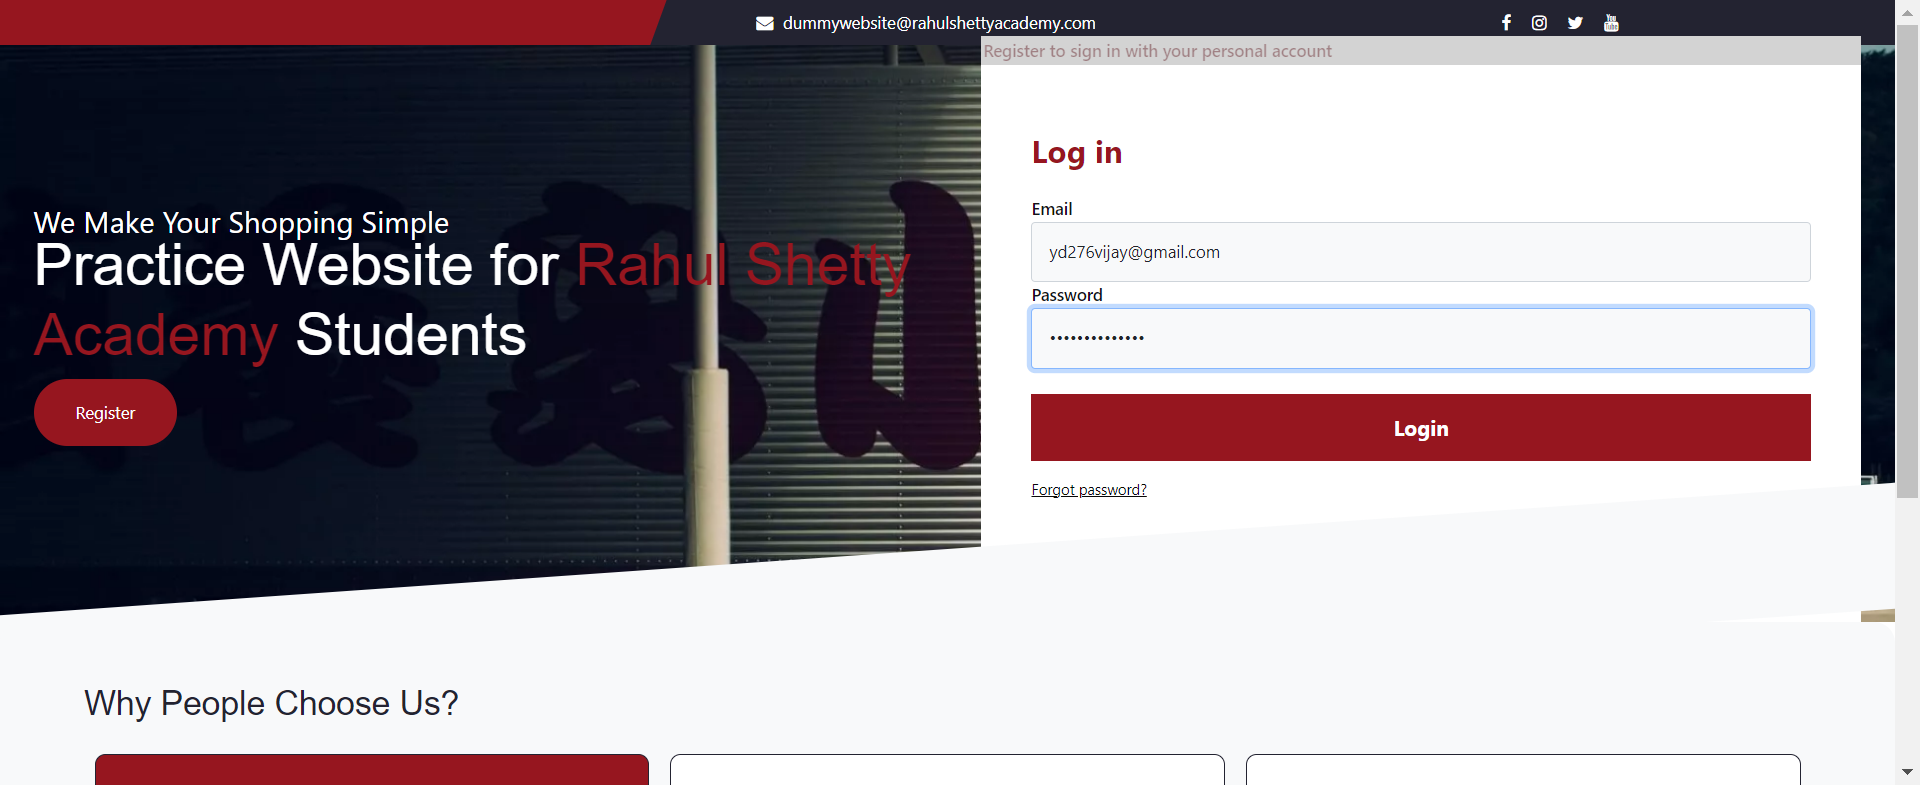 dummywebsite@rahulshettyacademy.com
Register to sign in with your personal account
We Make Your Shopping Simple
Practice Website for Rahul Shetty
Academy Students
Register
Log in
Email
yd276vijay@gmail.com
Password
••••••••••••••
Login
Forgot password?
Why People Choose Us?